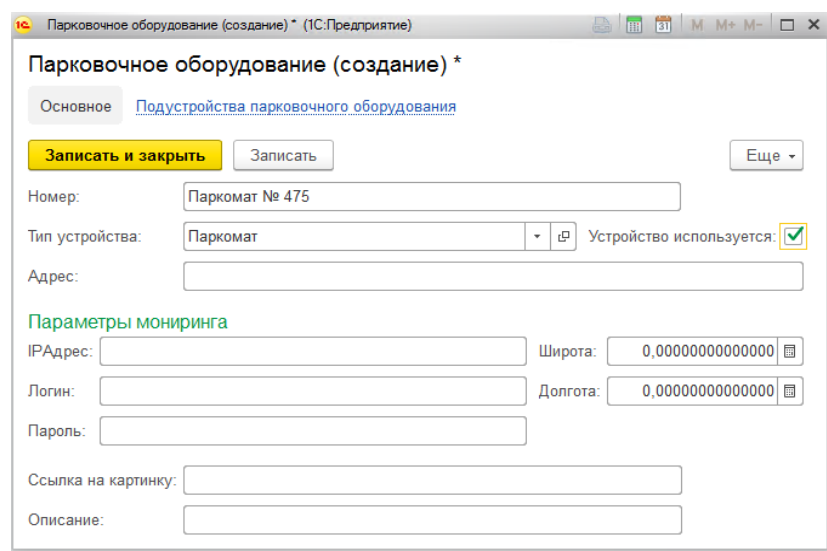 Парковочное оборудование (создание) * (1С:Предприятие) 31 M M+ M-
Парковочное оборудование (создание) *
Основное Подустройства парковочного оборудования
Записать и закрыть Записать Еще
Номер: Паркомат № 475
Тип устройства: Паркомат Устройство используется:
Адрес:
Параметры мониринга
IPАдрес: Широта: 0,00000000000000
Логин: Долгота: 0,00000000000000
Пароль:
Ссылка на картинку:
Описание: